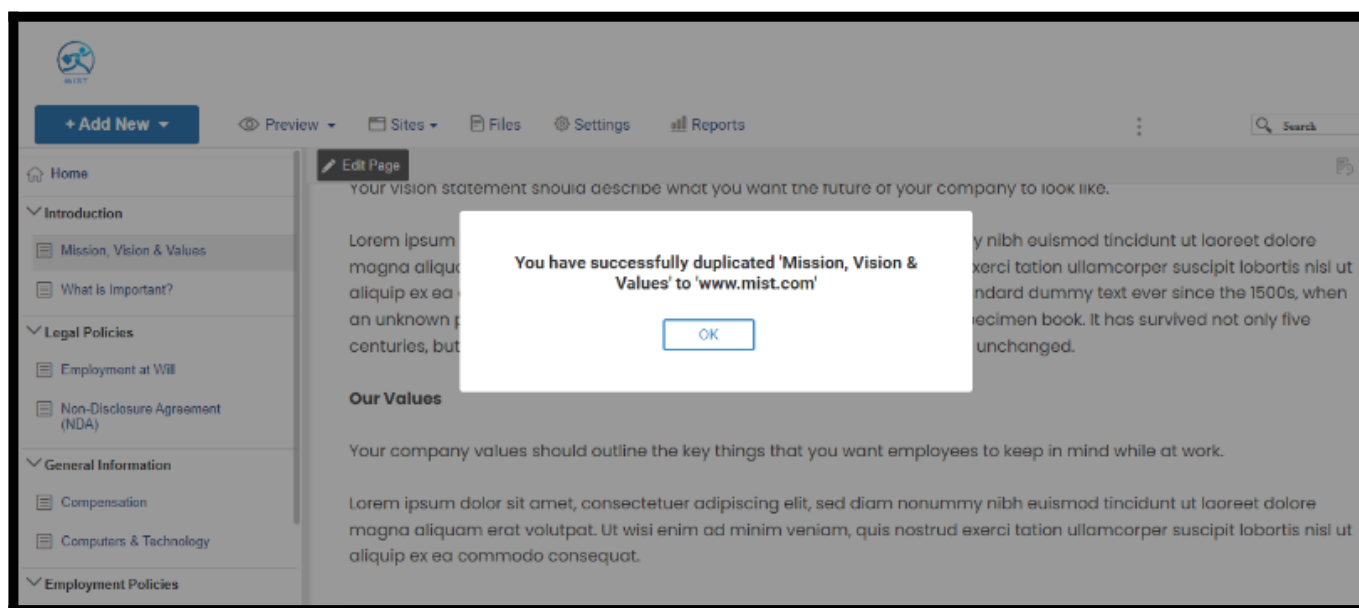 MIST
+ Add New
Preview
Sites
Files
Settings
Reports
Search
Home
Edit Page
Your vision statement should describe what you want the future of your company to look like.
Introduction
Mission, Vision & Values
What is Important?
Legal Policies
Employment at Will
Non-Disclosure Agreement
(NDA)
General Information
Compensation
Computers & Technology
Employment Policies
Lorem ipsum
y nibh euismod tincidunt ut laoreet dolore
magna aliqu
xerci tation ullamcorper suscipit lobortis nisl ut
aliquip ex ea
ndard dummy text ever since the 1500s, when
an unknown
ecimen book. It has survived not only five
centuries, but
unchanged.
You have successfully duplicated 'Mission, Vision &
Values' to 'www.mist.com'
OK
Our Values
Your company values should outline the key things that you want employees to keep in mind while at work.
Lorem ipsum dolor sit amet, consectetuer adipiscing elit, sed diam nonummy nibh euismod tincidunt ut laoreet dolore
magna aliquam erat volutpat. Ut wisi enim ad minim veniam, quis nostrud exerci tation ullamcorper suscipit lobortis nisl ut
aliquip ex ea commodo consequat.